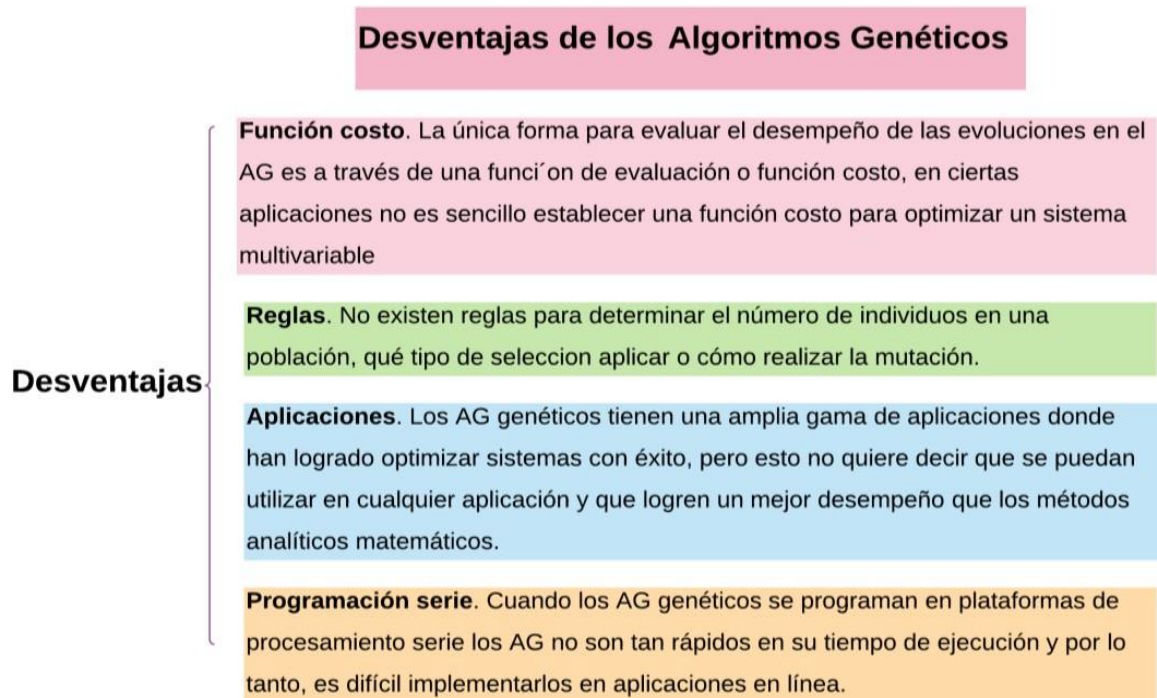 Desventajas de los Algoritmos Genéticos
Función costo. La única forma para evaluar el desempeño de las evoluciones en el
AG es a través de una funci´on de evaluación o función costo, en ciertas
aplicaciones no es sencillo establecer una función costo para optimizar un sistema
multivariable
Reglas. No existen reglas para determinar el número de individuos en una
población, qué tipo de seleccion aplicar o cómo realizar la mutación.
Desventajas
Aplicaciones. Los AG genéticos tienen una amplia gama de aplicaciones donde
han logrado optimizar sistemas con éxito, pero esto no quiere decir que se puedan
utilizar en cualquier aplicación y que logren un mejor desempeño que los métodos
analíticos matemáticos.
Programación serie. Cuando los AG genéticos se programan en plataformas de
procesamiento serie los AG no son tan rápidos en su tiempo de ejecución y por lo
tanto, es difícil implementarlos en aplicaciones en línea.